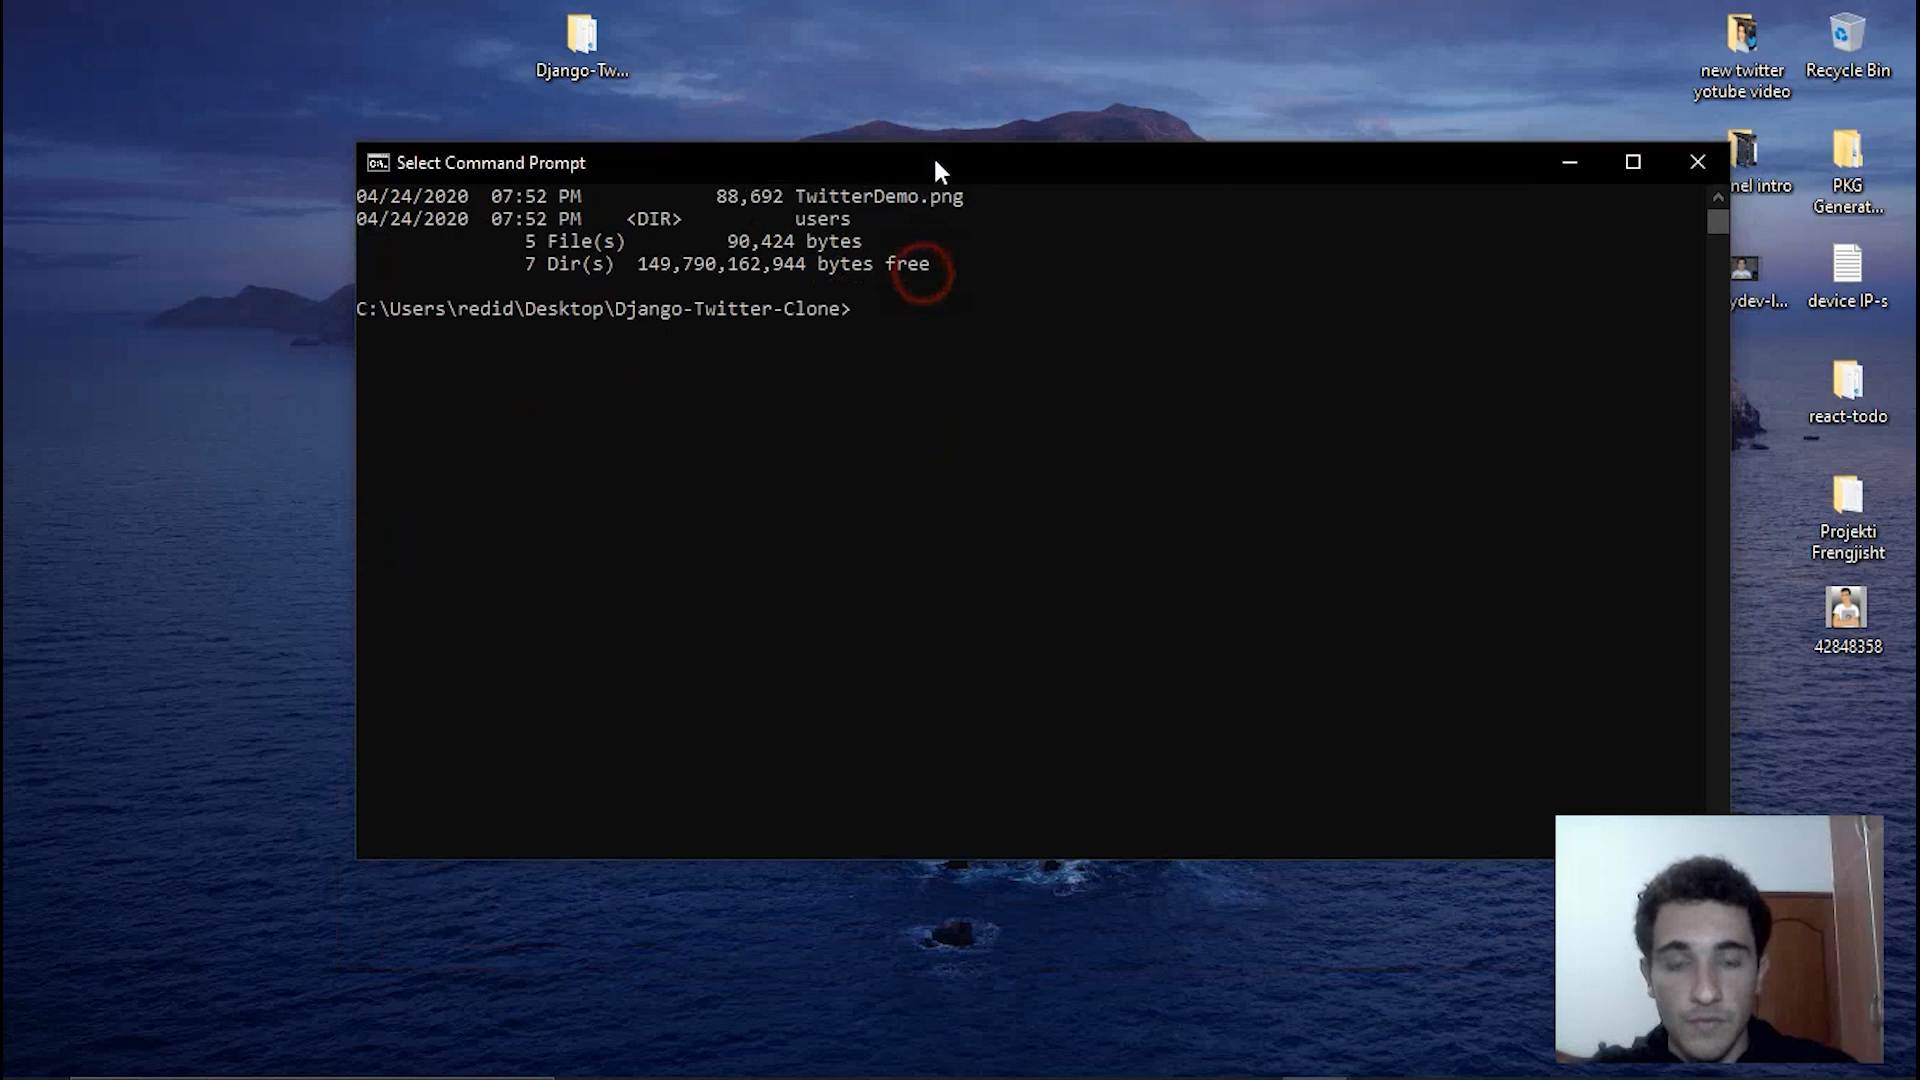 Django-Tw...
new twitter
yotube video
Recycle Bin
Select Command Prompt
04/24/2020 07:52 PM 88,692 TwitterDemo.png
04/24/2020 07:52 PM <DIR> users
5 File(s) 90,424 bytes
7 Dir(s) 149,790,162,944 bytes free
C:\Users\redid\Desktop\Django-Twitter-Clone>
nel intro
PKG
Generat...
ydev-l...
device IP-s
react-todo
Projekti
Frengjisht
42848358